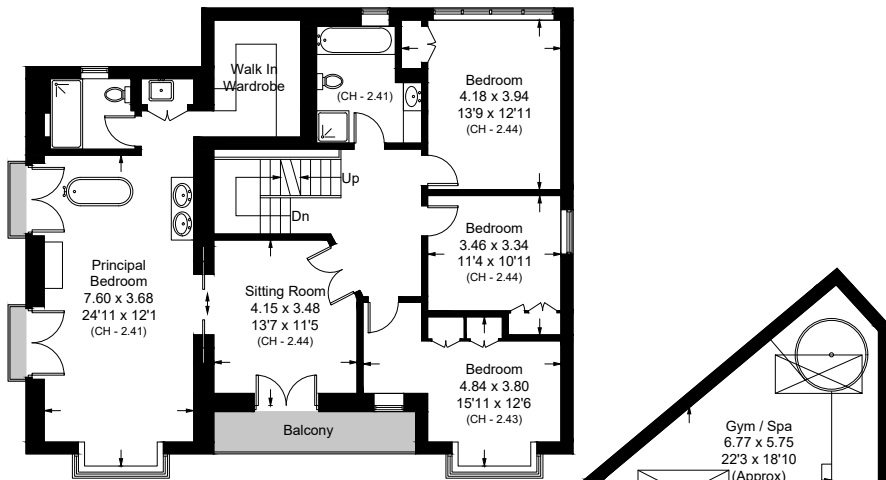 Walk In
Wardrobe
(CH - 2.41)
Bedroom
4.18 x 3.94
13'9 x 12'11
(CH - 2.44)
Up
Dn
Bedroom
3.46 x 3.34
11'4 x 10'11
(CH - 2.44)
Principal
Bedroom
7.60 x 3.68
24'11 x 12'1
(CH - 2.41)
Sitting Room
4.15 x 3.48
13'7 x 11'5
(CH - 2.44)
Bedroom
4.84 x 3.80
15'11 x 12'6
(CH - 2.43)
Balcony
Gym / Spa
6.77 x 5.75
22'3 x 18'10
(Approx)